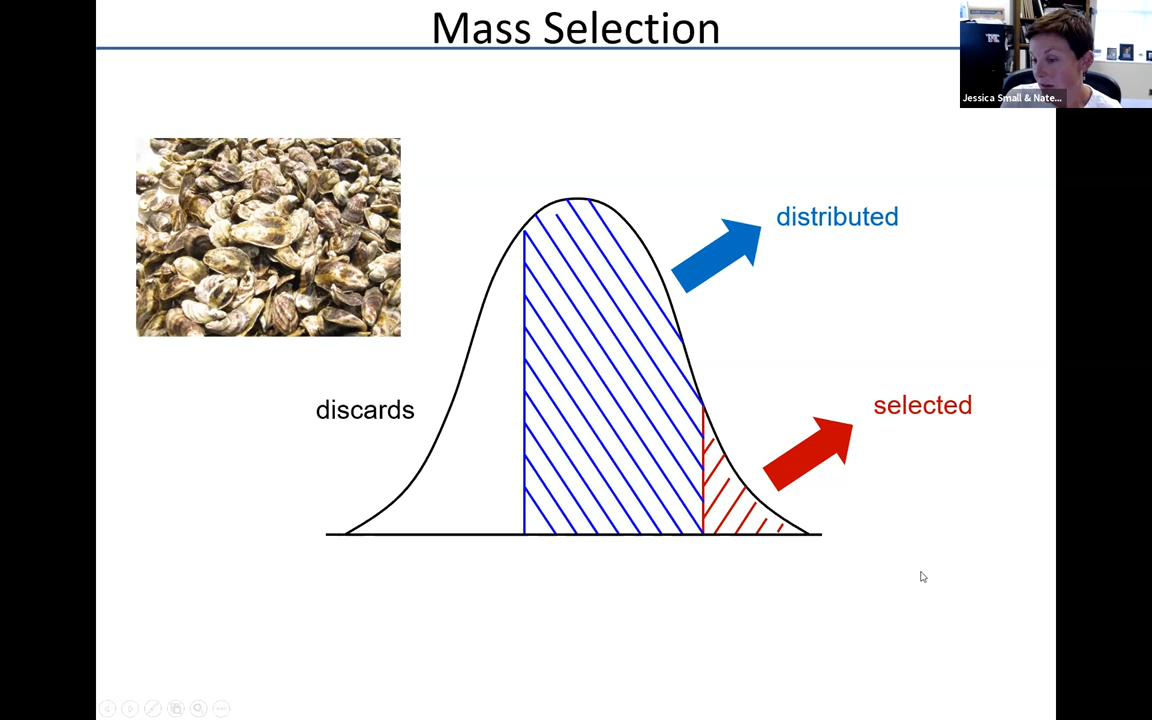 Mass Selection
Jessica Small & Nate...
distributed
selected
discards